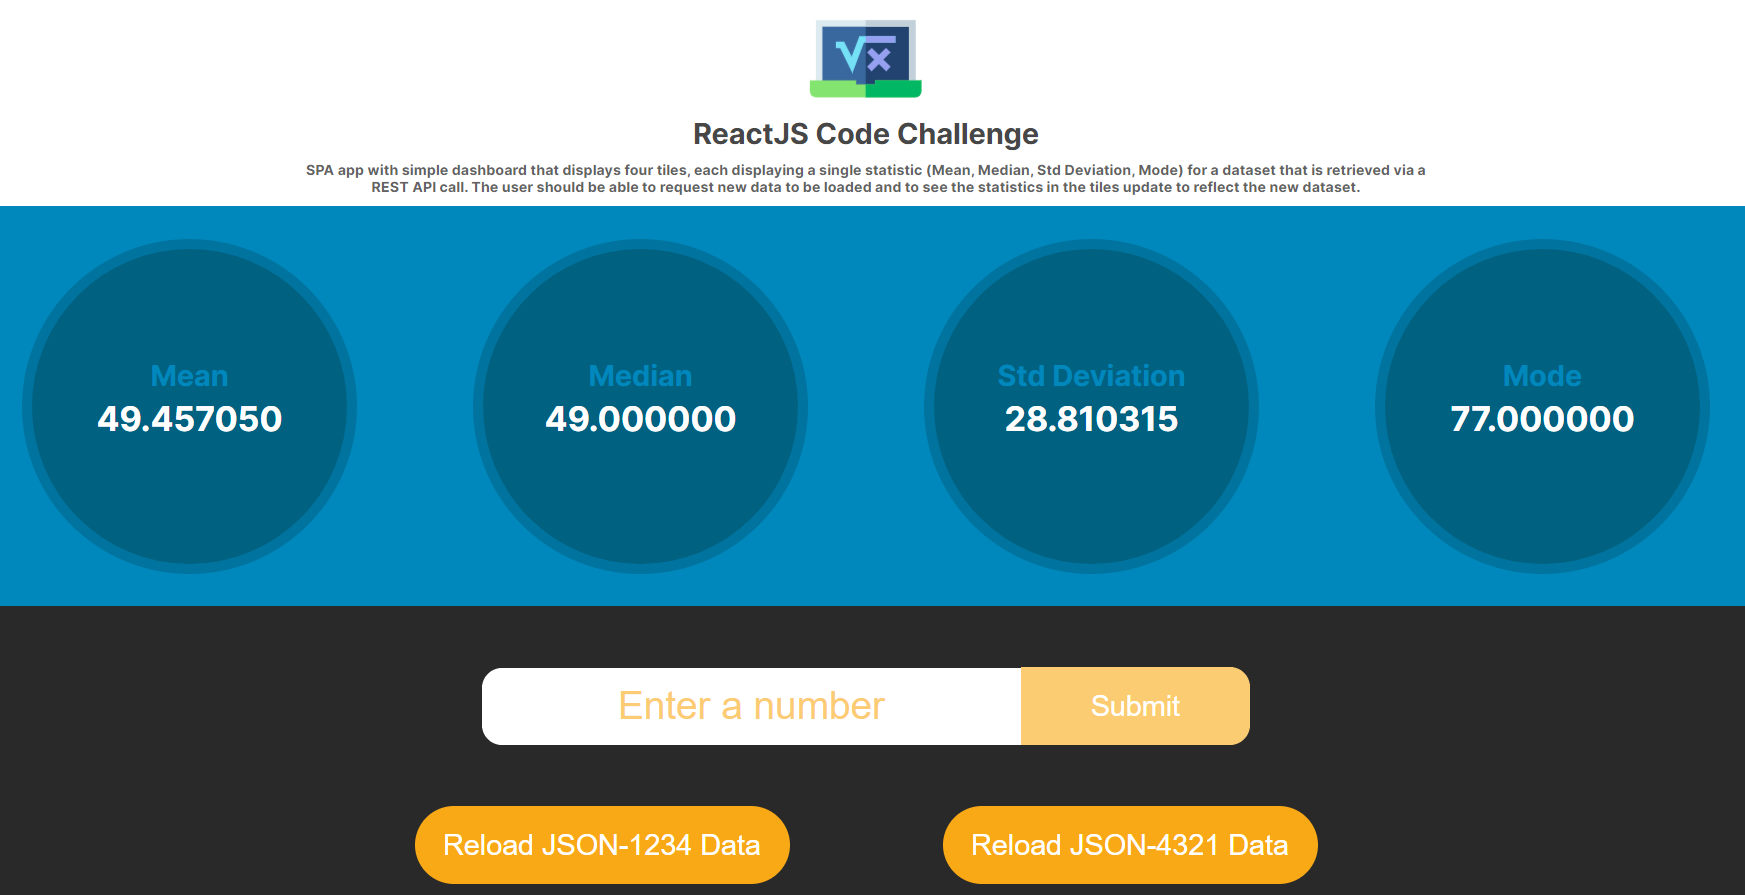 √x
ReactJS Code Challenge
SPA app with simple dashboard that displays four tiles, each displaying a single statistic (Mean, Median, Std Deviation, Mode) for a dataset that is retrieved via a
REST API call. The user should be able to request new data to be loaded and to see the statistics in the tiles update to reflect the new dataset.
Mean
49.457050
Median
49.000000
Std Deviation
28.810315
Mode
77.000000
Enter a number
Submit
Reload JSON-1234 Data
Reload JSON-4321 Data